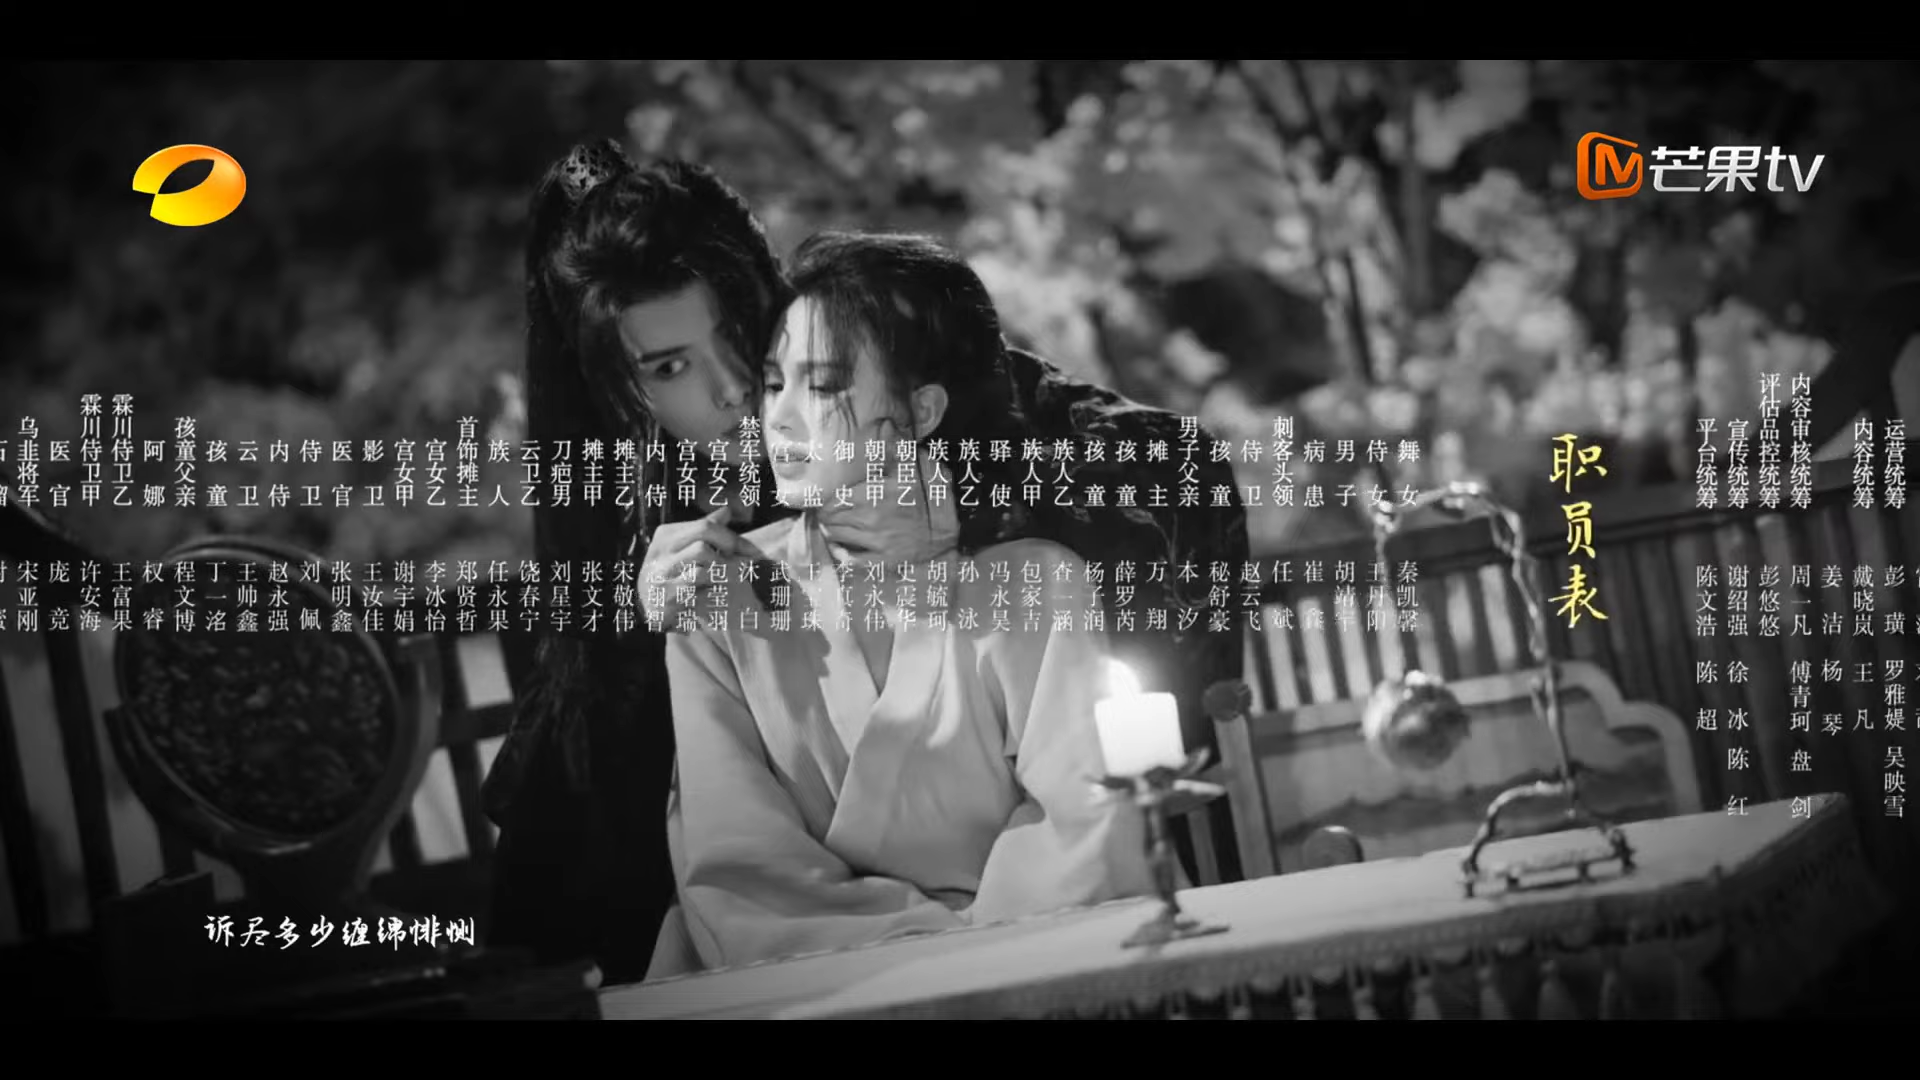 芒果tv
乌韭将军 宋亚刚
医官 庞竞
霖川侍卫甲 许安海
霖川侍卫乙 王富果
阿娜 权睿
孩童父亲 程文博
孩童 丁一洺
云卫 王帅鑫
内侍 赵永强
侍卫 刘佩
医官 张明鑫
影卫 王汝佳
宫女甲 谢宇娟
宫女乙 李冰怡
首饰摊主 郑贤哲
族人 任永果
云卫乙 饶春宁
刀疤男 刘星宇
摊主甲 张文才
摊主乙 宋敬伟
内侍
宫女甲 刘曙瑞
宫女乙 包莹羽
禁军统领 沐白
宫女 武珊珊
太监
御史 李真奇
朝臣甲 刘永伟
朝臣乙 史震华
族人甲 胡毓珂
族人乙 孙泳
驿使 冯永昊
族人甲 包家吉
族人乙 查一涵
孩童 杨子润
孩童 薛罗芮
摊主 万翔
男子父亲 本汐
孩童 秘舒豪
侍卫 赵云飞
刺客头领 任斌
病患 崔鑫
男子
侍女 王丹阳
舞女 秦凯馨
职员表
平台统筹 陈文浩 陈超
宣传统筹 谢绍强 徐冰 陈红
评估品控统筹 彭悠悠
内容审核统筹 周一凡 傅青珂 盘剑
姜洁 杨琴
内容统筹 戴晓岚 王凡
运营统筹 彭璜 罗雅媞 吴映雪
诉尽多少缠绵悱恻